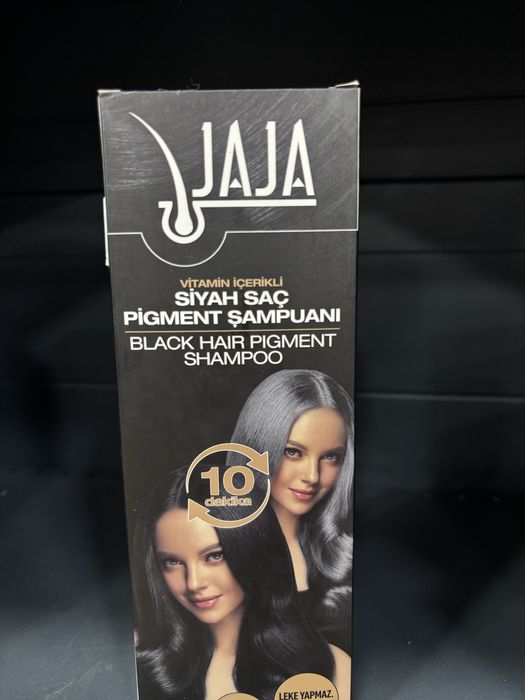 JAJA
VİTAMİN İÇERİKLİ
SİYAH SAÇ
PİGMENT ŞAMPUANI
BLACK HAIR PIGMENT
SHAMPOO
10
dakika
LEKE YAPMAZ.